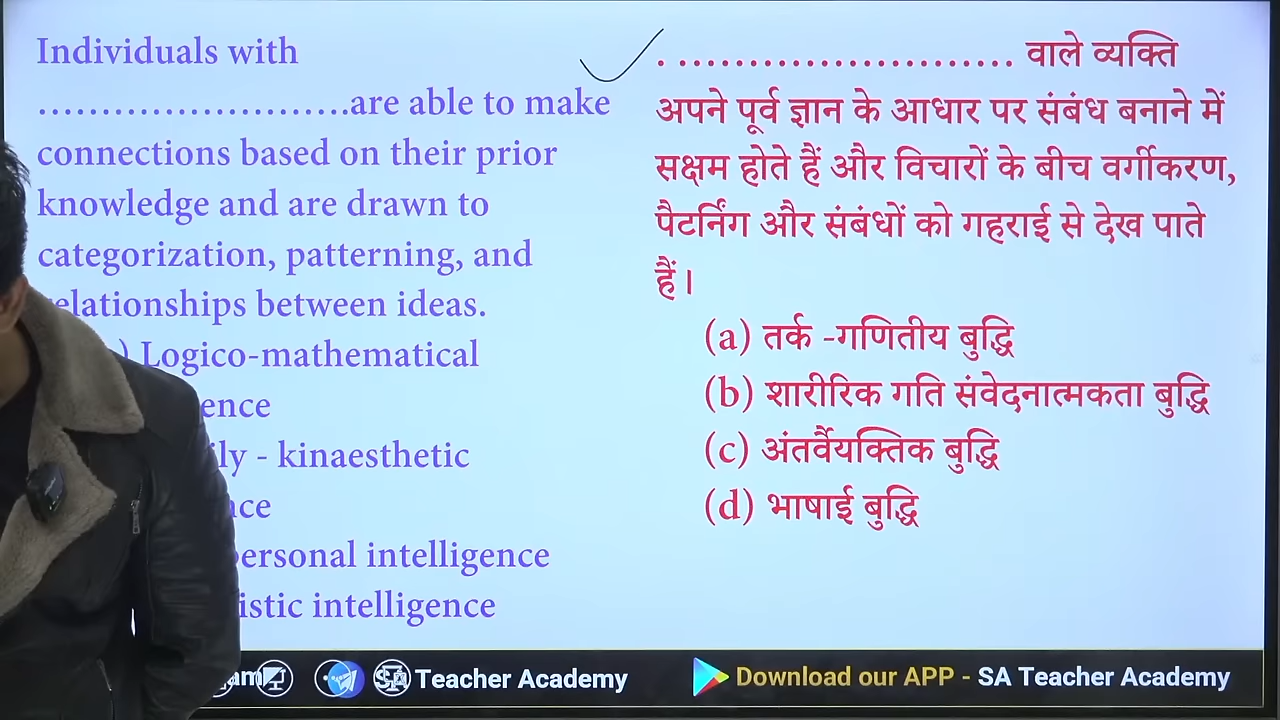 Individuals with
...........................are able to make
connections based on their prior
knowledge and are drawn to
categorization, patterning, and
relationships between ideas.
) Logico-mathematical
ence
ily - kinaesthetic
nce
personal intelligence
istic intelligence
. ........................... वाले व्यक्ति
अपने पूर्व ज्ञान के आधार पर संबंध बनाने में
सक्षम होते हैं और विचारों के बीच वर्गीकरण,
पैटर्निंग और संबंधों को गहराई से देख पाते
हैं।
(a) तर्क -गणितीय बुद्धि
(b) शारीरिक गति संवेदनात्मकता बुद्धि
(c) अंतर्वैयक्तिक बुद्धि
(d) भाषाई बुद्धि
Teacher Academy
Download our APP - SA Teacher Academy